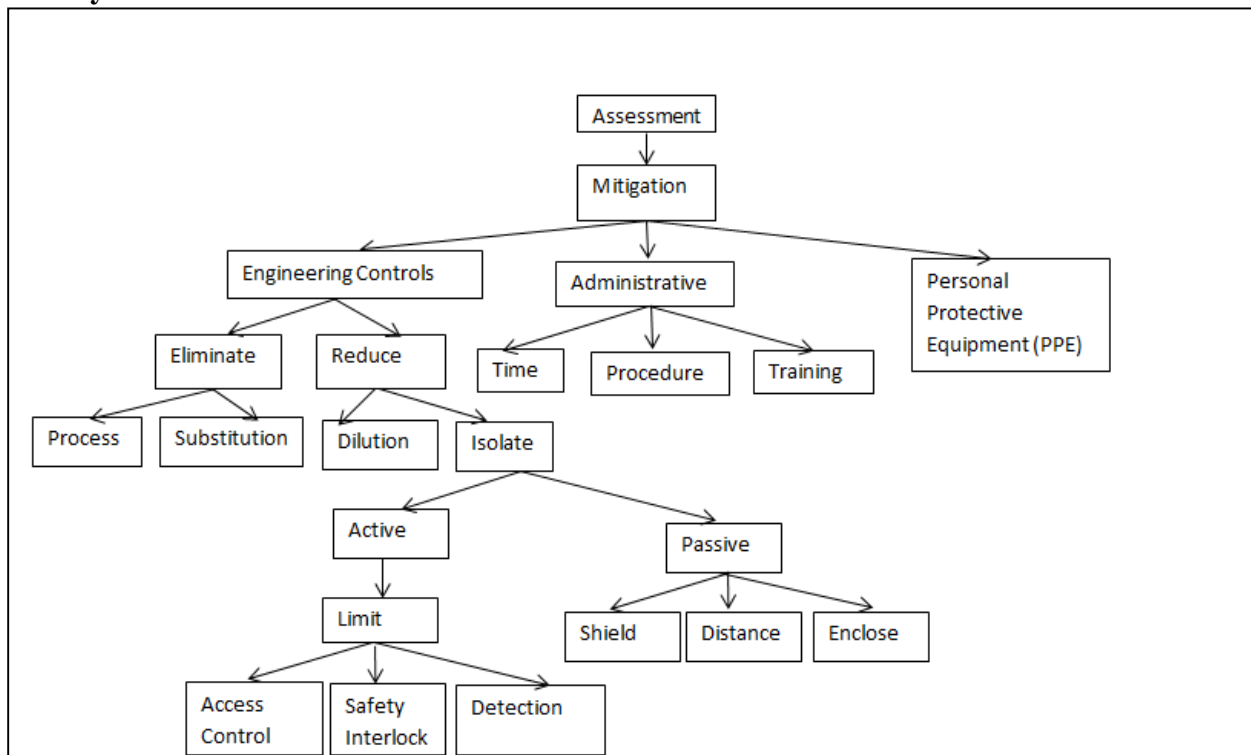 Assessment
Mitigation
Engineering Controls
Administrative
Personal
Protective
Equipment (PPE)
Eliminate
Reduce
Time
Procedure
Training
Process
Substitution
Dilution
Isolate
Active
Passive
Limit
Shield
Distance
Enclose
Access
Control
Safety
Interlock
Detection